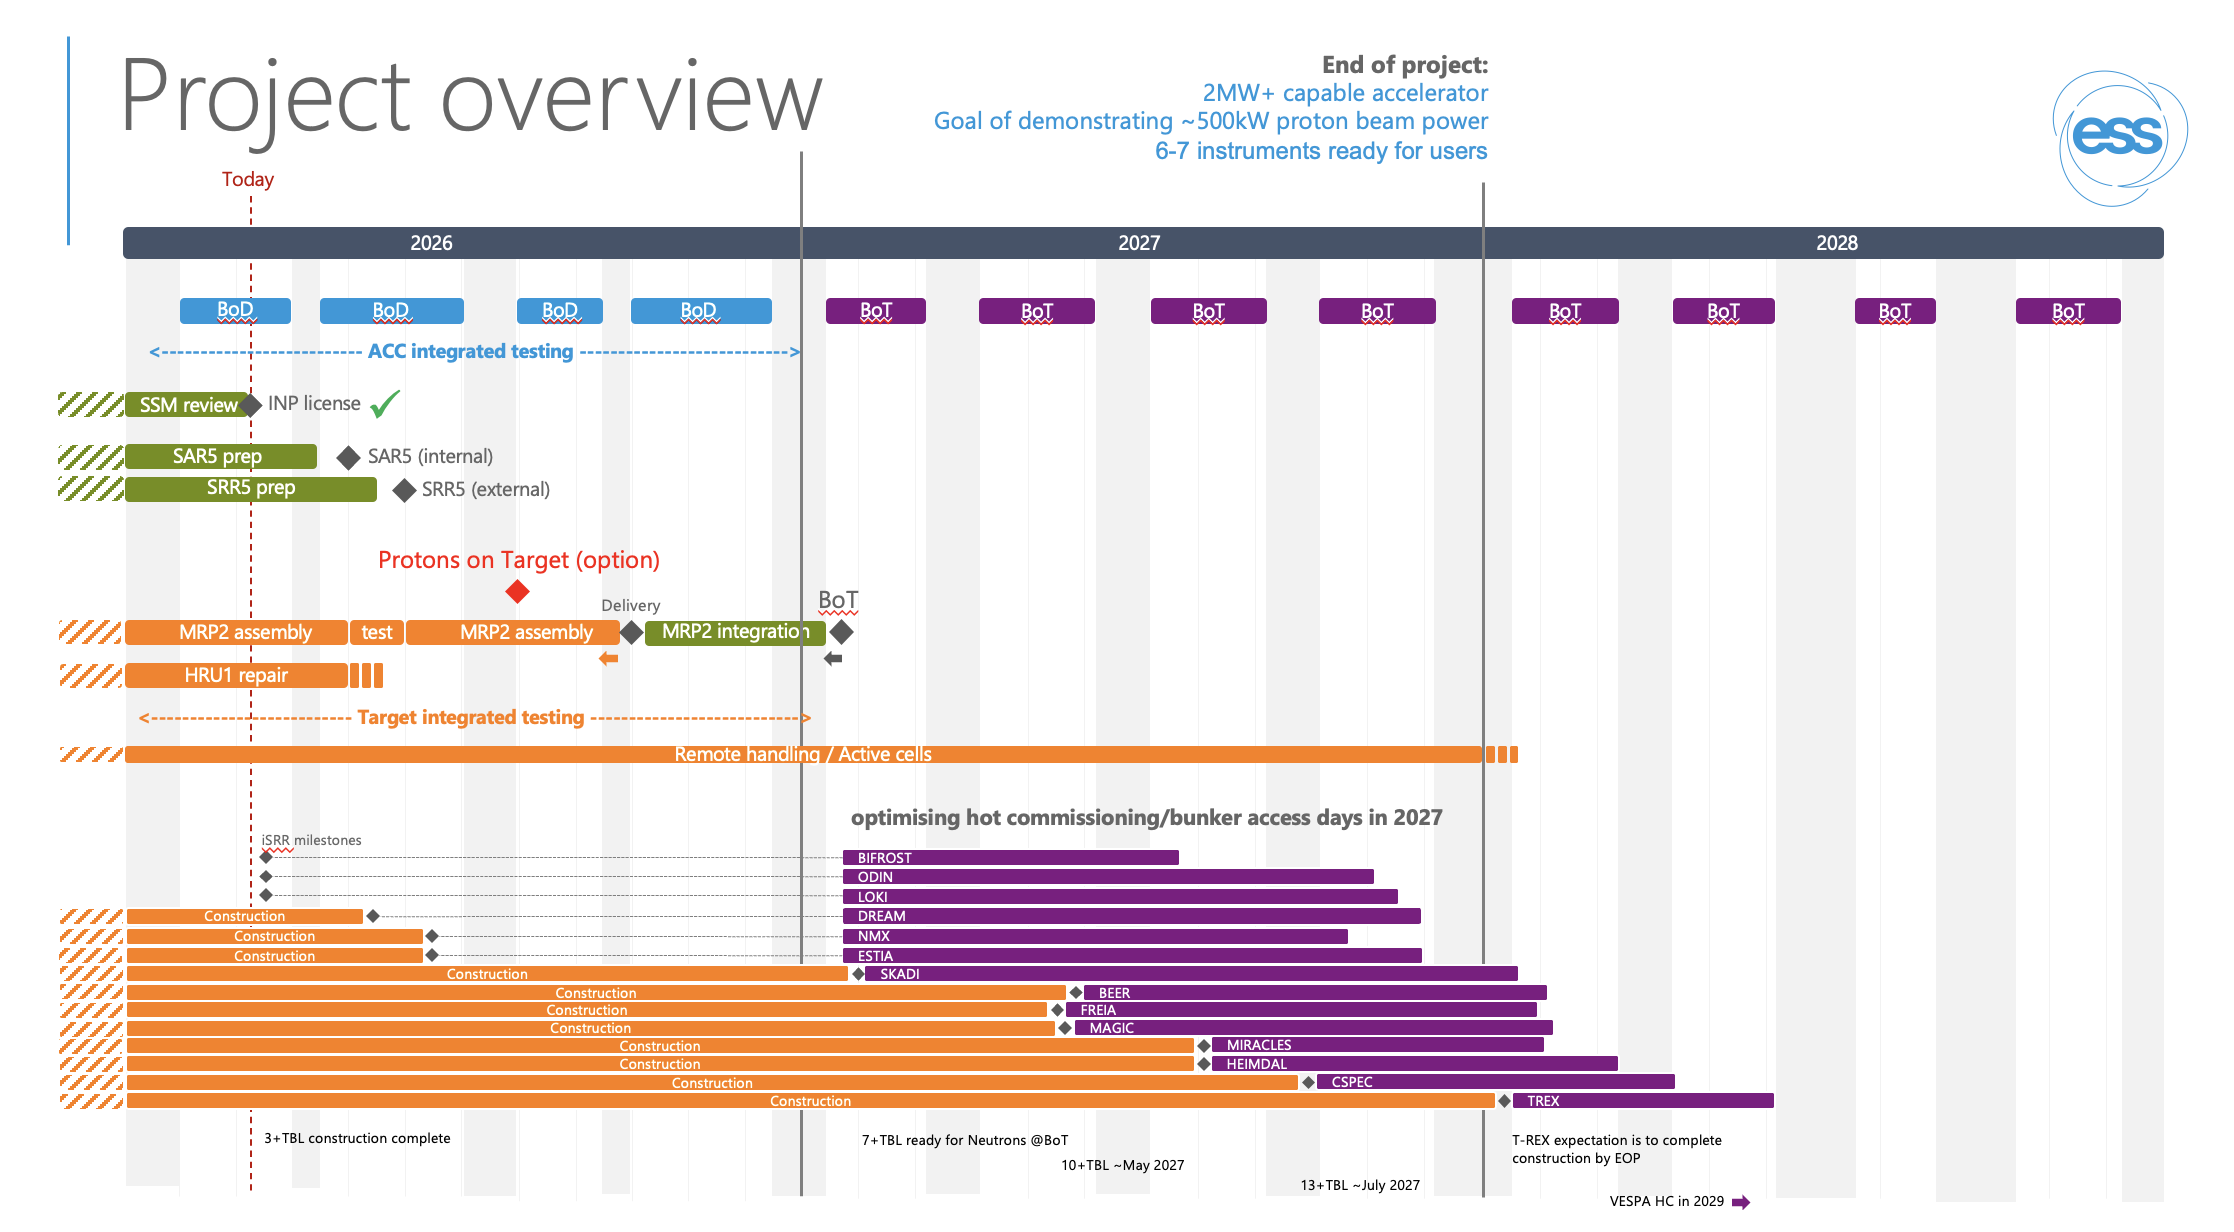 Project overview
End of project:
2MW+ capable accelerator
Goal of demonstrating ~500kW proton beam power
6-7 instruments ready for users
ess
Today
2026
2027
2028
BoD
BoD
BoD
BoD
BoT
BoT
BoT
BoT
BoT
BoT
BoT
BoT
ACC integrated testing
SSM review
INP license
SAR5 prep
SAR5 (internal)
SRR5 prep
SRR5 (external)
Protons on Target (option)
Delivery
BoT
MRP2 assembly
test
MRP2 assembly
MRP2 integration
HRU1 repair
Target integrated testing
Remote handling / Active cells
optimising hot commissioning/bunker access days in 2027
iSRR milestones
BIFROST
ODIN
LOKI
Construction
DREAM
Construction
NMX
Construction
ESTIA
Construction
SKADI
Construction
BEER
Construction
FREIA
Construction
MAGIC
Construction
MIRACLES
Construction
HEIMDAL
Construction
CSPEC
Construction
TREX
3+TBL construction complete
7+TBL ready for Neutrons @BoT
10+TBL ~May 2027
13+TBL ~July 2027
T-REX expectation is to complete
construction by EOP
VESPA HC in 2029